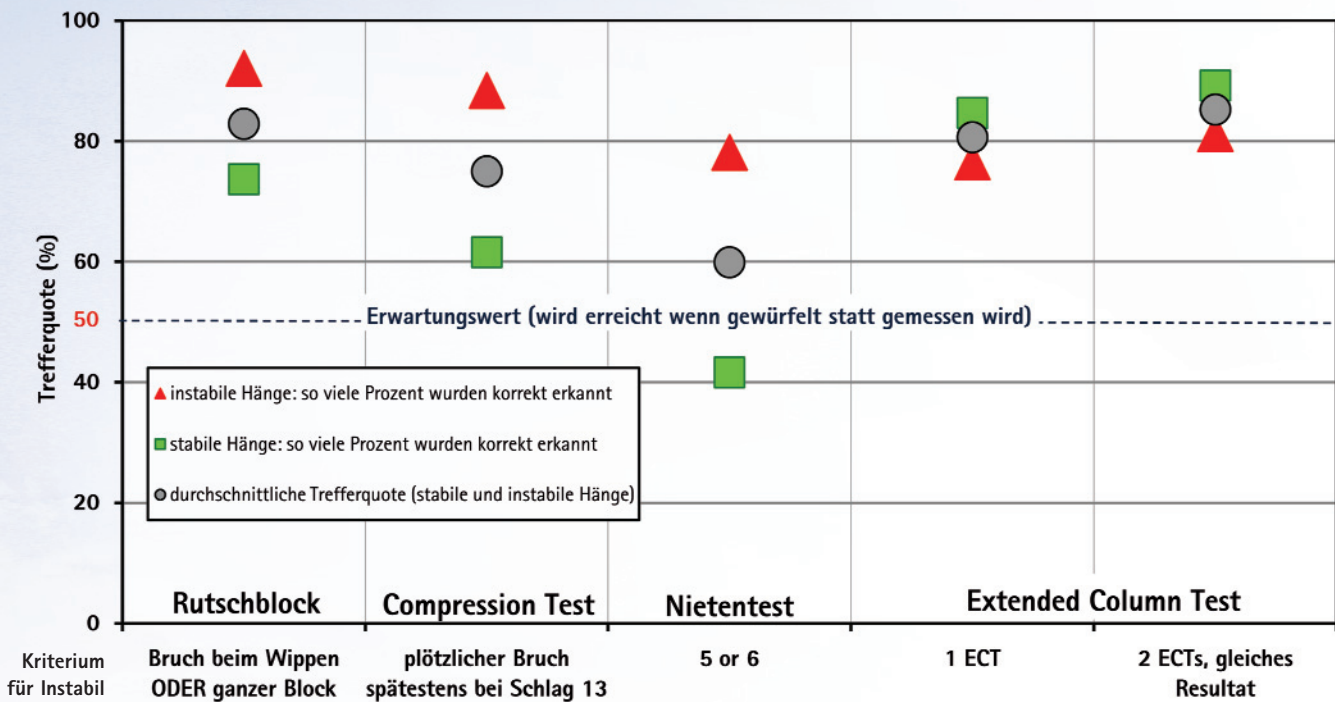 100
80
60
50
40
20
0
Trefferquote (%)
Erwartungswert (wird erreicht wenn gewürfelt statt gemessen wird)
instabile Hänge: so viele Prozent wurden korrekt erkannt
stabile Hänge: so viele Prozent wurden korrekt erkannt
durchschnittliche Trefferquote (stabile und instabile Hänge)
Rutschblock
Compression Test
Nietentest
Extended Column Test
Kriterium
für Instabil
Bruch beim Wippen
ODER ganzer Block
plötzlicher Bruch
spätestens bei Schlag 13
5 or 6
1 ECT
2 ECTs, gleiches
Resultat